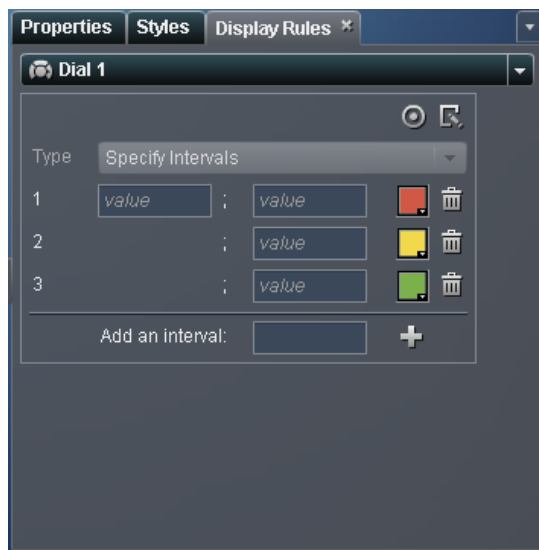 Properties Styles Display Rules
Dial 1
Type Specify Intervals
1 value ; value
2 ; value
3 ; value
Add an interval: